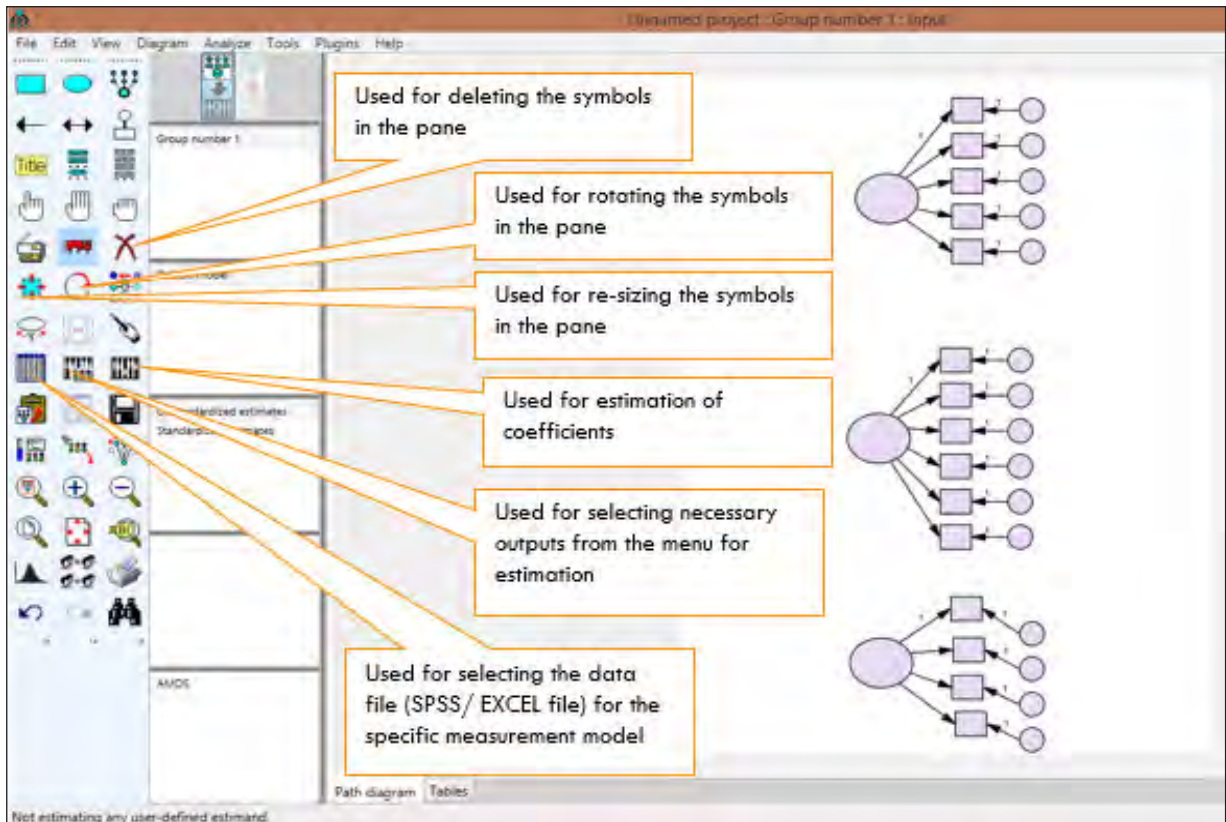 Unnamed project : Group number 1 : Input
File Edit View Diagram Analyze Tools Plugins Help
Title
Group number 1
Used for deleting the symbols
in the pane
Used for rotating the symbols
in the pane
Used for re-sizing the symbols
in the pane
Used for estimation of
coefficients
estimates
Used for selecting necessary
outputs from the menu for
estimation
Used for selecting the data
file (SPSS/ EXCEL file) for the
specific measurement model
AMOS
Path diagram Tables
Not estimating any user-defined estimand.